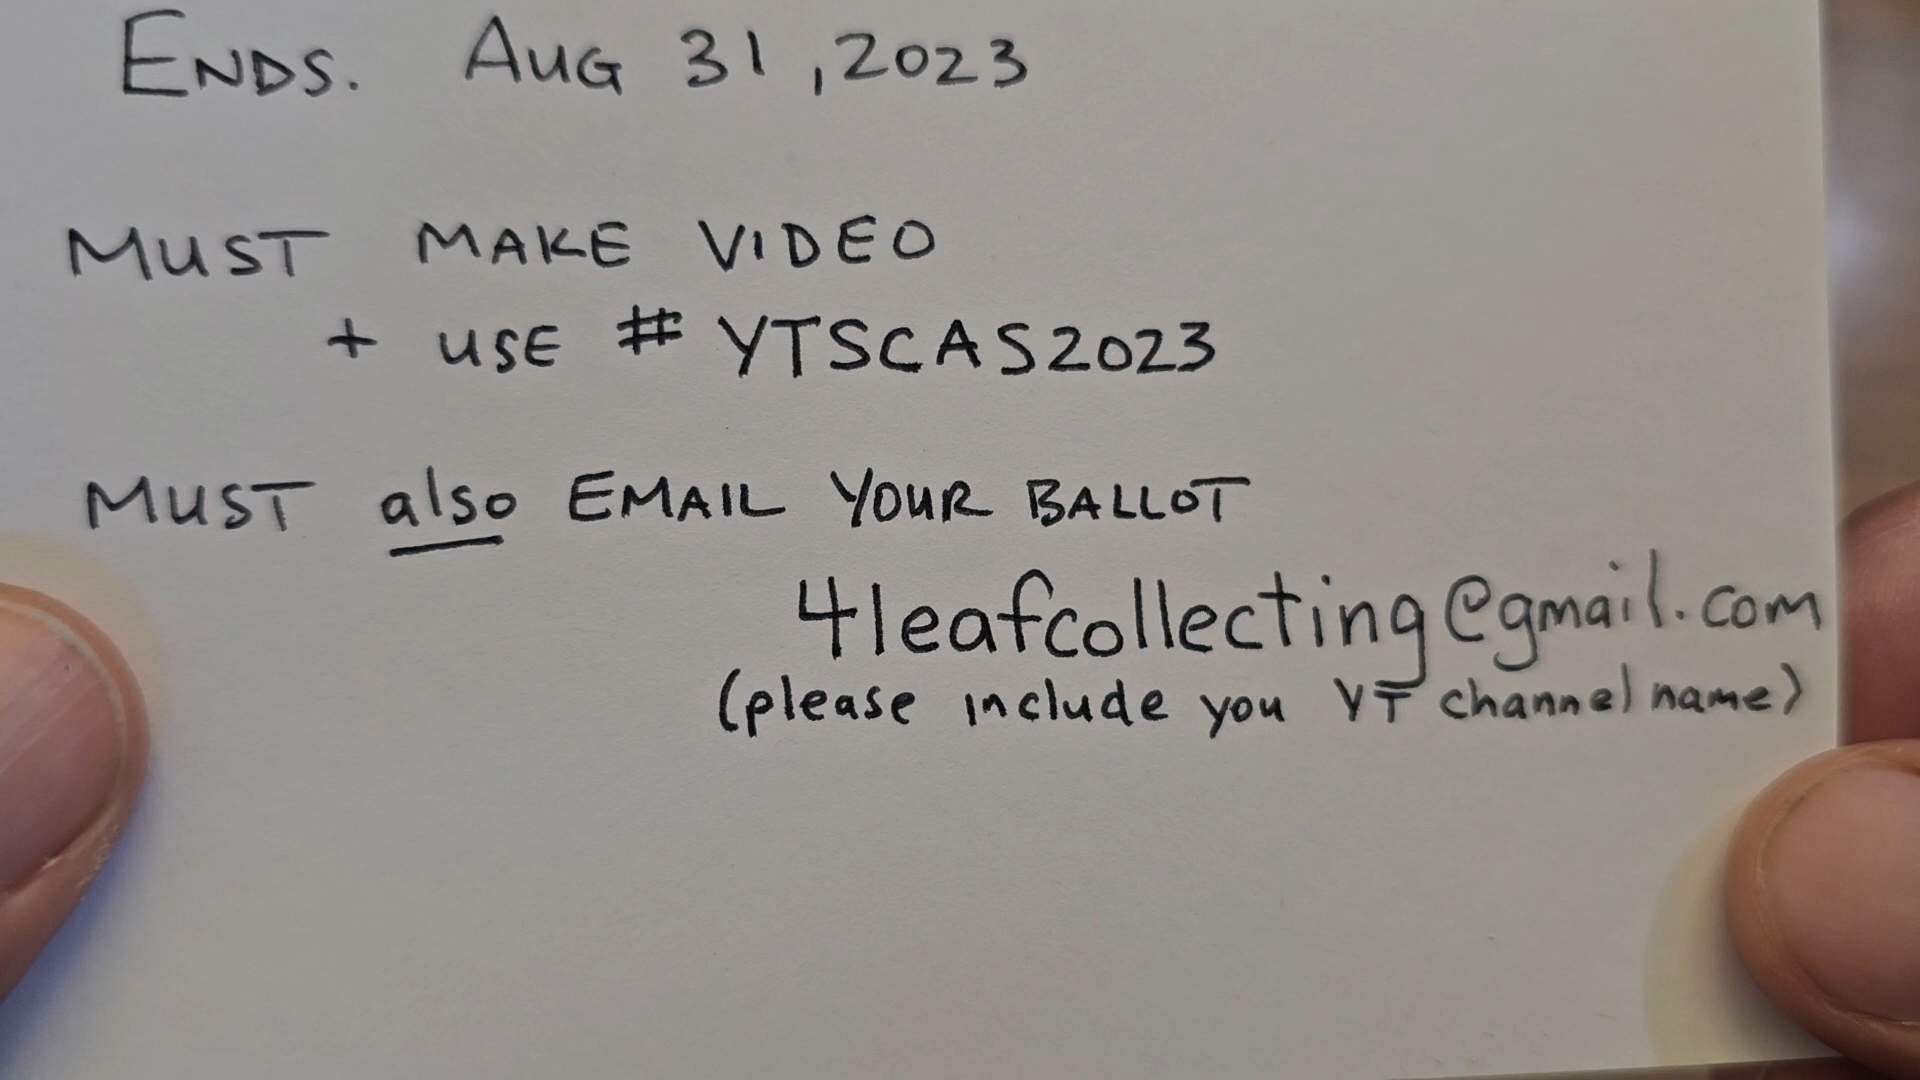 ENDS. AUG 31, 2023
MUST MAKE VIDEO
+ USE # YTSCAS2023
MUST also EMAIL YOUR BALLOT
4leafcollecting@gmail.com
(please include you YT channel name)